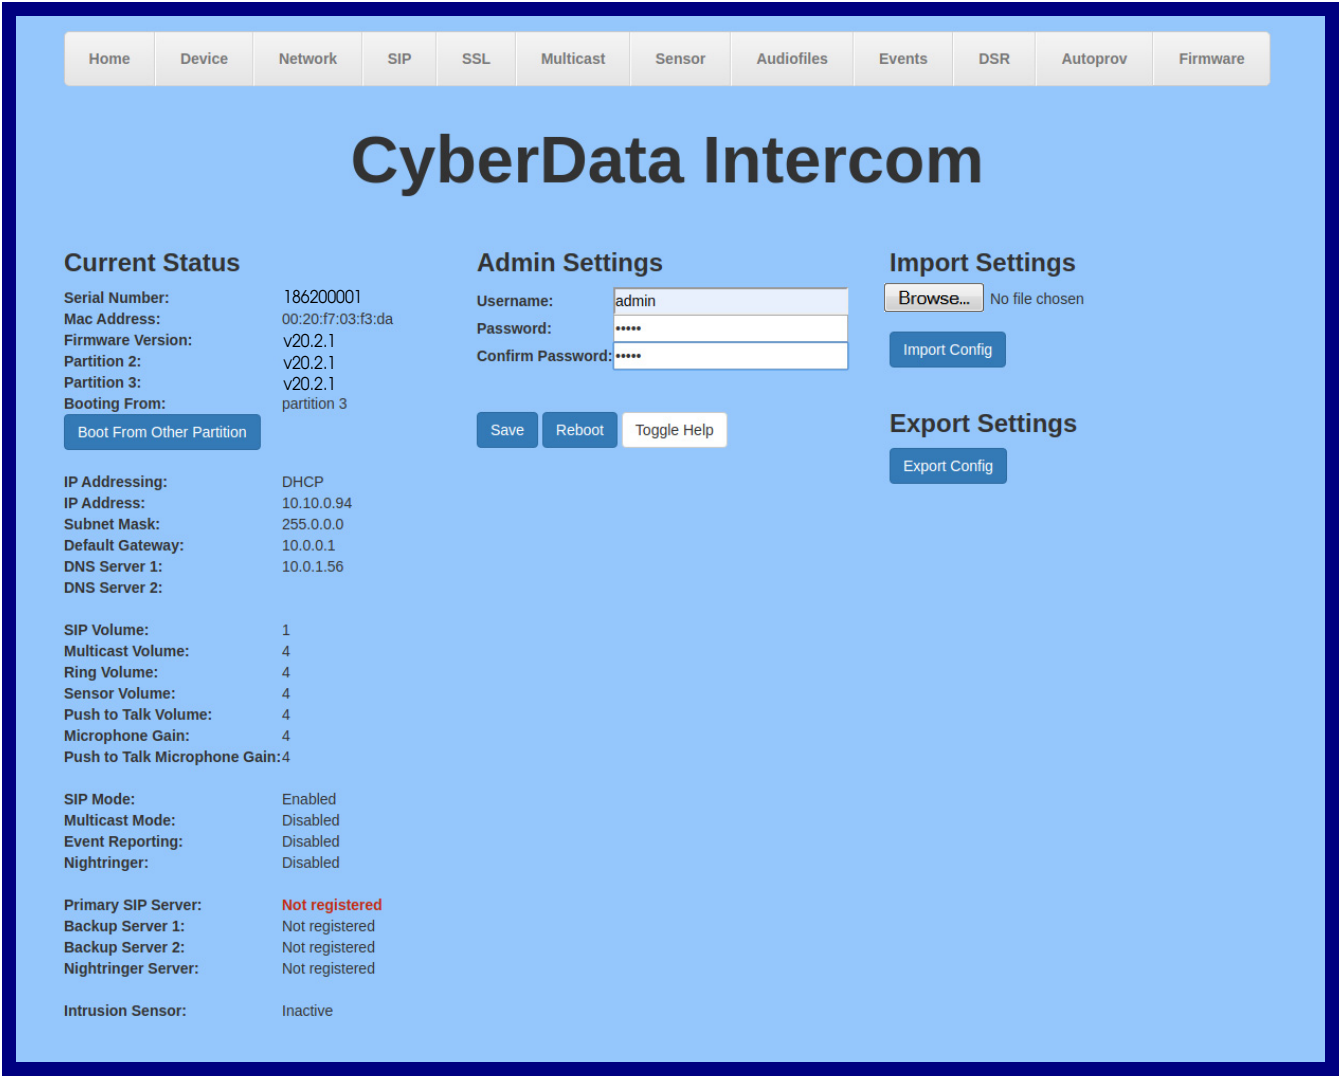 Home Device Network SIP SSL Multicast Sensor Audiofiles Events DSR Autoprov Firmware
CyberData Intercom
Current Status
Serial Number: 186200001
Mac Address: 00:20:f7:03:f3:da
Firmware Version: v20.2.1
Partition 2: v20.2.1
Partition 3: v20.2.1
Booting From: partition 3
Boot From Other Partition
IP Addressing: DHCP
IP Address: 10.10.0.94
Subnet Mask: 255.0.0.0
Default Gateway: 10.0.0.1
DNS Server 1: 10.0.1.56
DNS Server 2:
SIP Volume: 1
Multicast Volume: 4
Ring Volume: 4
Sensor Volume: 4
Push to Talk Volume: 4
Microphone Gain: 4
Push to Talk Microphone Gain: 4
SIP Mode: Enabled
Multicast Mode: Disabled
Event Reporting: Disabled
Nightringer: Disabled
Primary SIP Server: Not registered
Backup Server 1: Not registered
Backup Server 2: Not registered
Nightringer Server: Not registered
Intrusion Sensor: Inactive
Admin Settings
Username: admin
Password: •••••
Confirm Password: •••••
Save Reboot Toggle Help
Import Settings
Browse... No file chosen
Import Config
Export Settings
Export Config